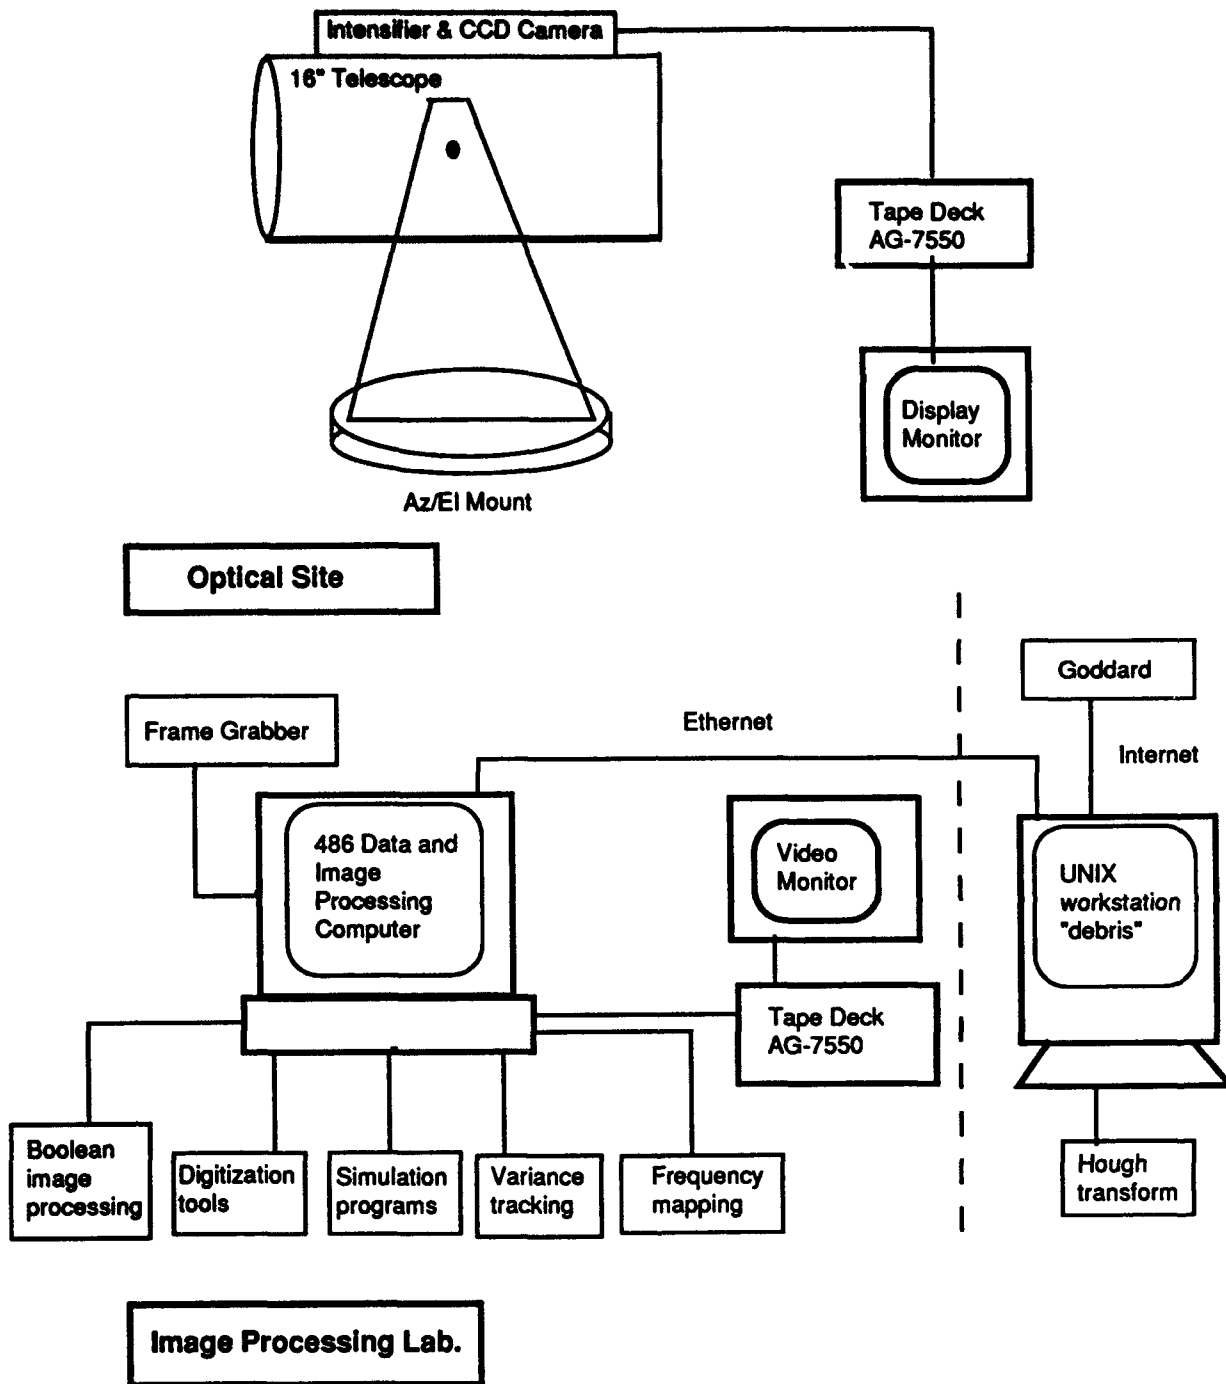 Intensifier & CCD Camera
16" Telescope
Tape Deck
AG-7550
Display
Monitor
Az/El Mount
Optical Site
Goddard
Frame Grabber
Ethernet
Internet
486 Data and
Image
Processing
Computer
Video
Monitor
UNIX
workstation
"debris"
Tape Deck
AG-7550
Boolean
image
processing
Digitization
tools
Simulation
programs
Variance
tracking
Frequency
mapping
Hough
transform
Image Processing Lab.